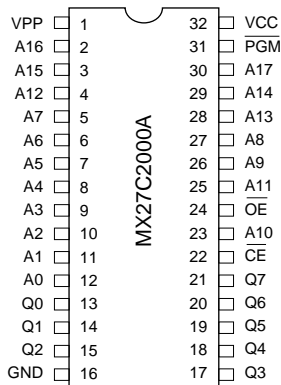 VPP 1 32 VCC
A16 2 31 PGM
A15 3 30 A17
A12 4 29 A14
A7 5 28 A13
A6 6 27 A8
A5 7 26 A9
A4 8 25 A11
A3 9 24 OE
A2 10 23 A10
A1 11 22 CE
A0 12 21 Q7
Q0 13 20 Q6
Q1 14 19 Q5
Q2 15 18 Q4
GND 16 17 Q3
MX27C2000A